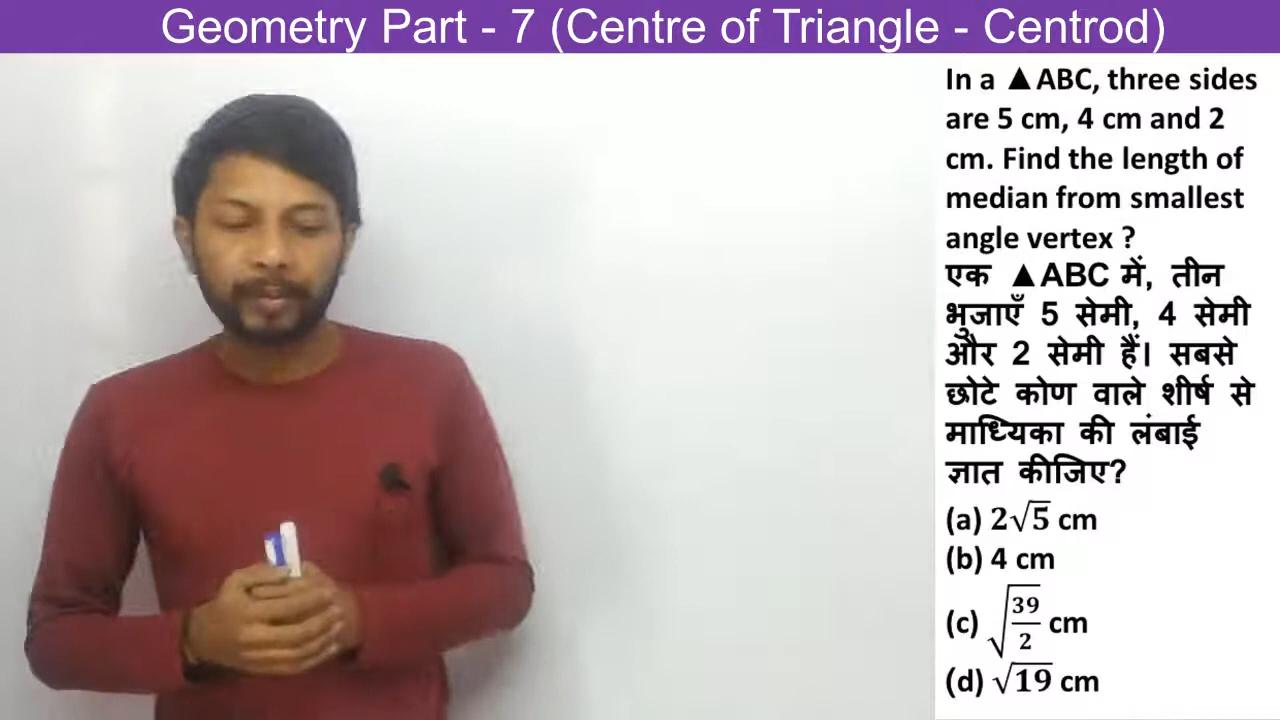 Geometry Part - 7 (Centre of Triangle - Centrod)
In a ▲ABC, three sides
are 5 cm, 4 cm and 2
cm. Find the length of
median from smallest
angle vertex ?
एक ▲ABC में, तीन
भुजाएँ 5 सेमी, 4 सेमी
और 2 सेमी हैं। सबसे
छोटे कोण वाले शीर्ष से
माध्यिका की लंबाई
ज्ञात कीजिए?
(a) 2√5 cm
(b) 4 cm
(c) √(39/2) cm
(d) √19 cm